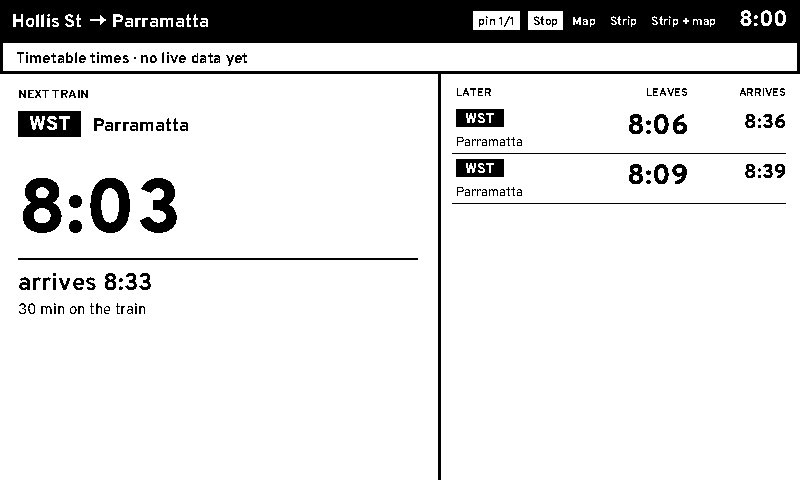 Hollis St → Parramatta
pin 1/1 Stop Map Strip Strip + map 8:00
Timetable times · no live data yet
NEXT TRAIN
WST Parramatta
8:03
arrives 8:33
30 min on the train
LATER LEAVES ARRIVES
WST 8:06 8:36
Parramatta
WST 8:09 8:39
Parramatta